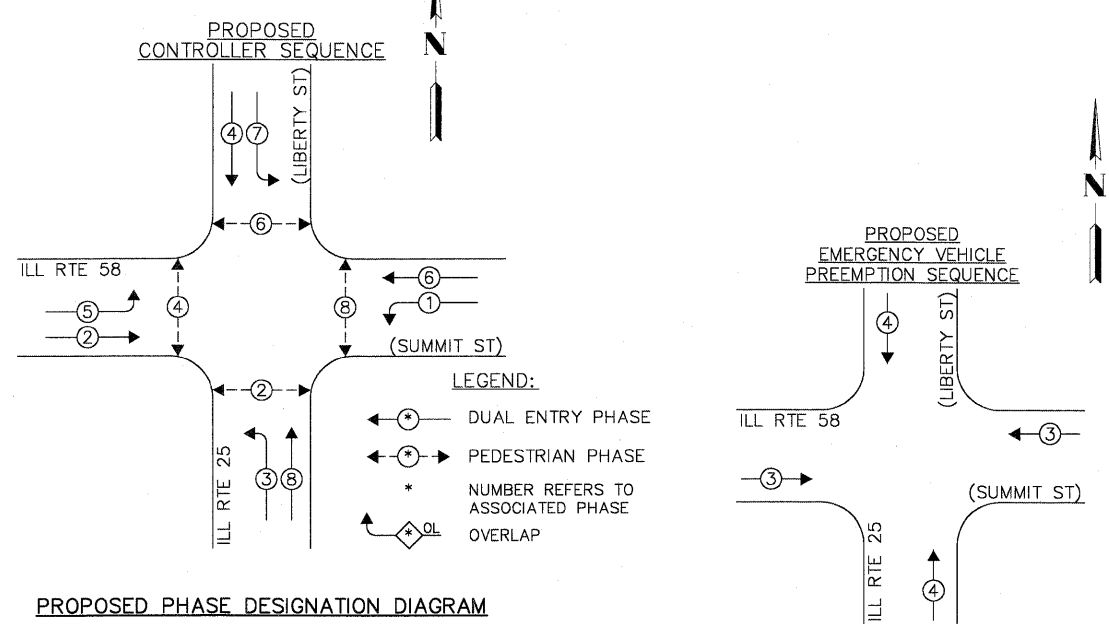 PROPOSED
CONTROLLER SEQUENCE
N
(LIBERTY ST)
4
7
6
ILL RTE 58
5
2
4
8
6
1
(SUMMIT ST)
2
3
8
ILL RTE 25
LEGEND:
* DUAL ENTRY PHASE
* PEDESTRIAN PHASE
* NUMBER REFERS TO
ASSOCIATED PHASE
* OL OVERLAP
PROPOSED PHASE DESIGNATION DIAGRAM
N
PROPOSED
EMERGENCY VEHICLE
PREEMPTION SEQUENCE
4
(LIBERTY ST)
ILL RTE 58
3
3
(SUMMIT ST)
ILL RTE 25
4